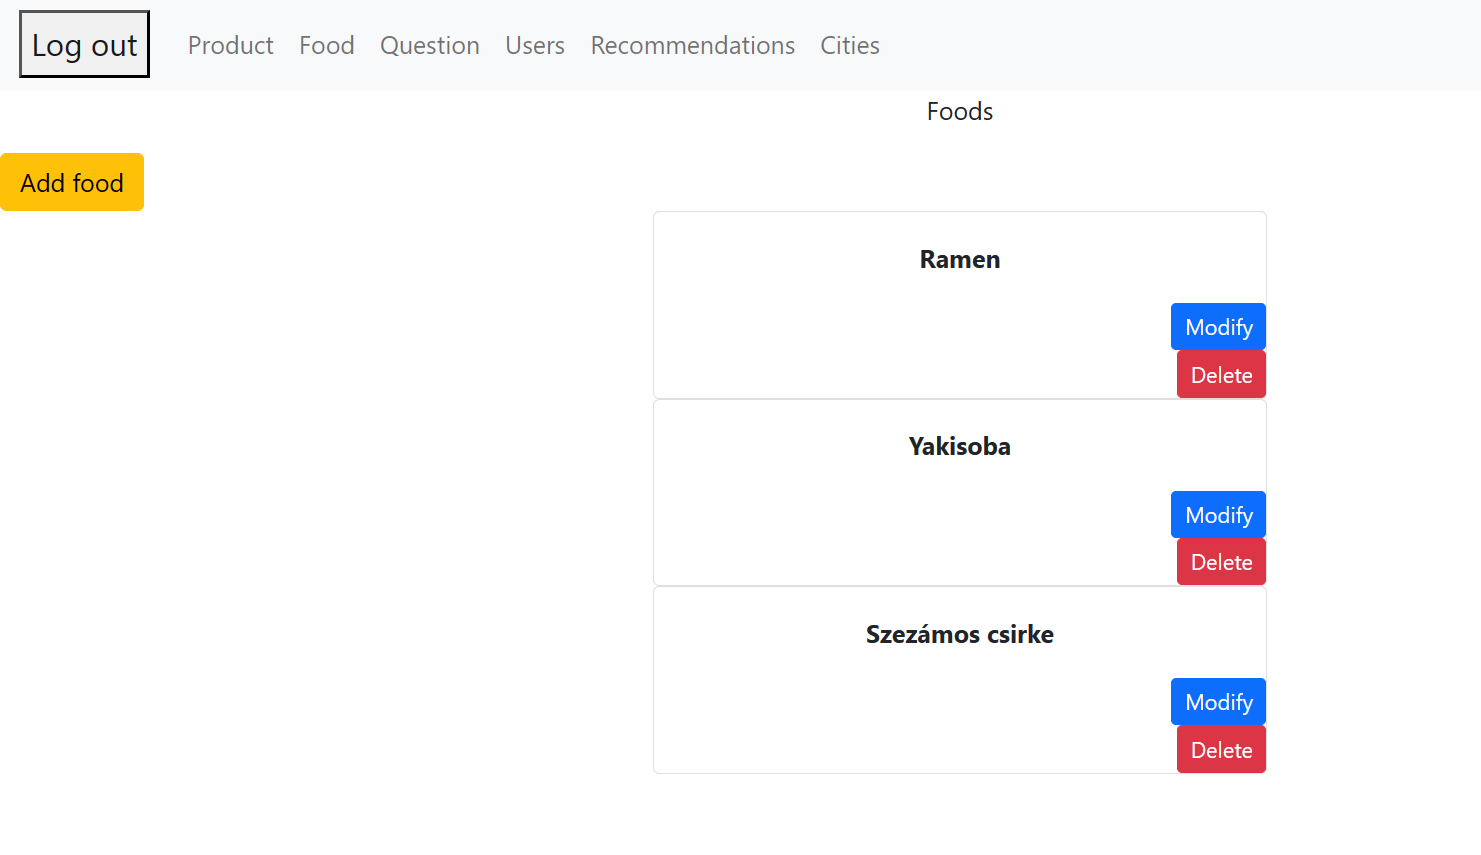 Log out Product Food Question Users Recommendations Cities
Foods
Add food
Ramen
Modify
Delete
Yakisoba
Modify
Delete
Szezámos csirke
Modify
Delete